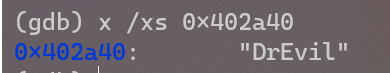 (gdb) x /xs 0x402a40
0x402a40:       "DrEvil"